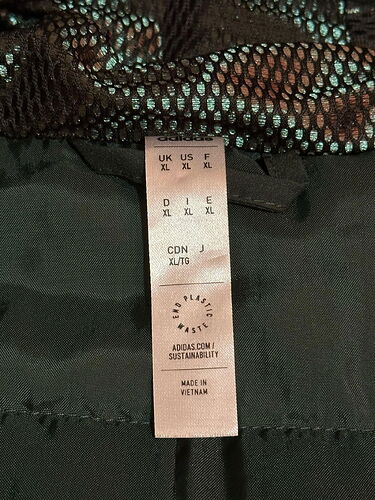 adidas
UK US F
XL XL XL
D I E
XL XL XL
CDN J
XL/TG
END PLASTIC WASTE
ADIDAS.COM/
SUSTAINABILITY
MADE IN
VIETNAM